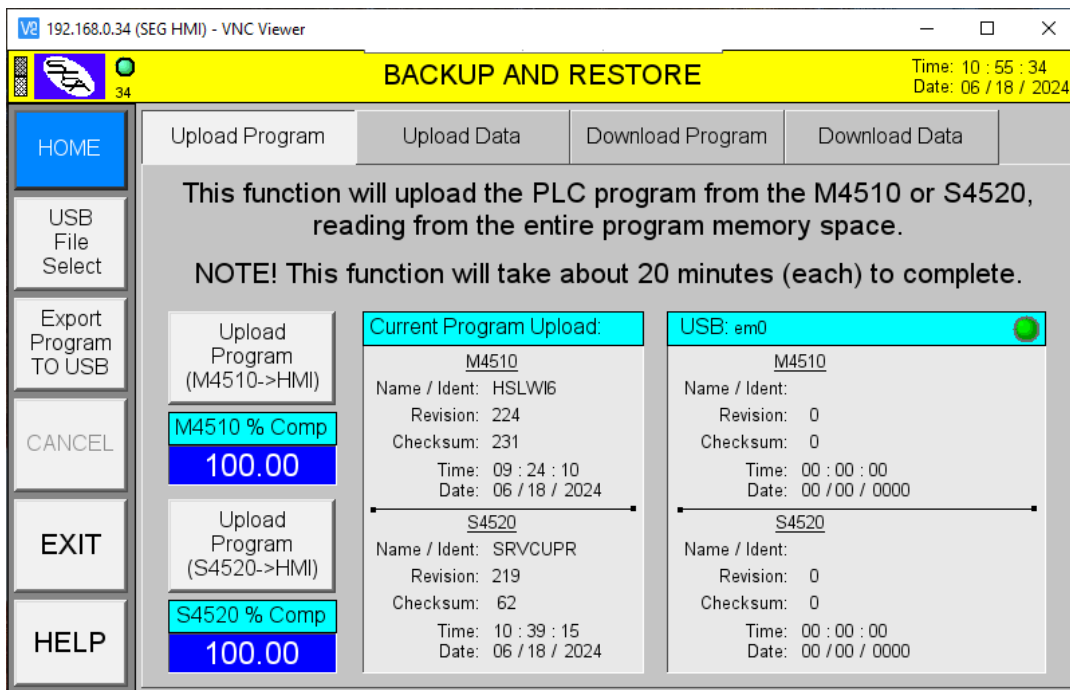 192.168.0.34 (SEG HMI) - VNC Viewer
34
BACKUP AND RESTORE
Time: 10 : 55 : 34
Date: 06 / 18 / 2024
HOME
USB
File
Select
Export
Program
TO USB
CANCEL
EXIT
HELP
Upload Program
Upload Data
Download Program
Download Data
This function will upload the PLC program from the M4510 or S4520,
reading from the entire program memory space.
NOTE! This function will take about 20 minutes (each) to complete.
Upload
Program
(M4510->HMI)
M4510 % Comp
100.00
Upload
Program
(S4520->HMI)
S4520 % Comp
100.00
Current Program Upload:
M4510
Name / Ident: HSLWI6
Revision: 224
Checksum: 231
Time: 09 : 24 : 10
Date: 06 / 18 / 2024
S4520
Name / Ident: SRVCUPR
Revision: 219
Checksum: 62
Time: 10 : 39 : 15
Date: 06 / 18 / 2024
USB: em0
M4510
Name / Ident:
Revision: 0
Checksum: 0
Time: 00 : 00 : 00
Date: 00 / 00 / 0000
S4520
Name / Ident:
Revision: 0
Checksum: 0
Time: 00 : 00 : 00
Date: 00 / 00 / 0000